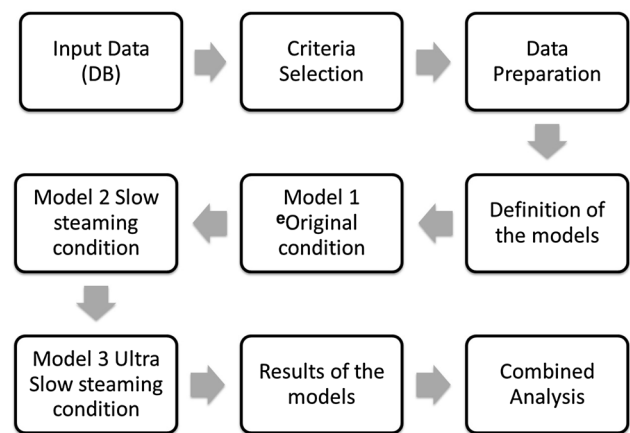 Input Data
(DB)
Criteria
Selection
Data
Preparation
Definition of
the models
Model 1
eOriginal
condition
Model 2 Slow
steaming
condition
Model 3 Ultra
Slow steaming
condition
Results of the
models
Combined
Analysis